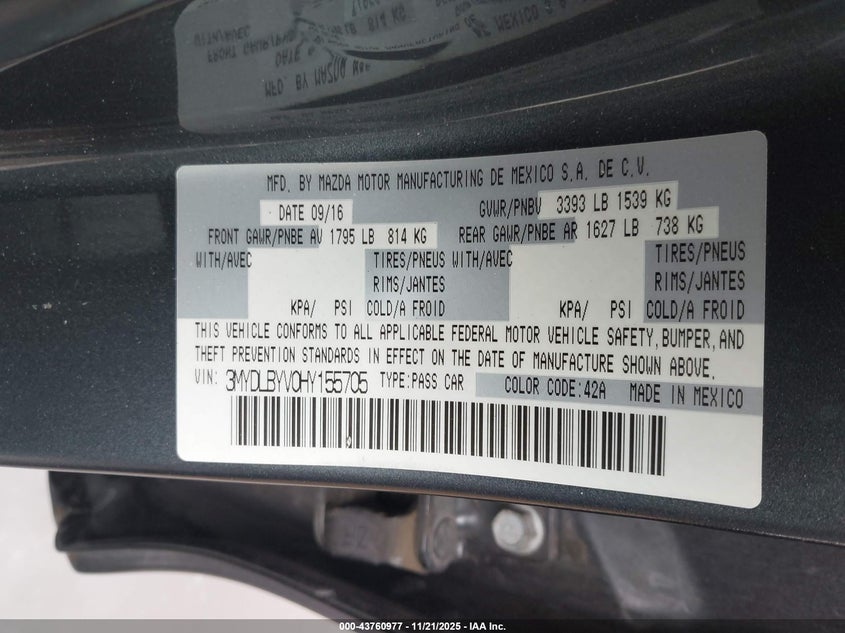 MFD. BY MAZDA MOTOR MANUFACTURING DE MEXICO S.A. DE C.V.
DATE 09/16 GVWR/PNBV 3393 LB 1539 KG
FRONT GAWR/PNBE AV 1795 LB 814 KG REAR GAWR/PNBE AR 1627 LB 738 KG
WITH/AVEC TIRES/PNEUS WITH/AVEC TIRES/PNEUS
RIMS/JANTES RIMS/JANTES
KPA/ PSI COLD/A FROID KPA/ PSI COLD/A FROID
THIS VEHICLE CONFORMS TO ALL APPLICABLE FEDERAL MOTOR VEHICLE SAFETY, BUMPER, AND
THEFT PREVENTION STANDARDS IN EFFECT ON THE DATE OF MANUFACTURE SHOWN ABOVE.
VIN: 3MYDLBYV0HY155705 TYPE:PASS CAR COLOR CODE:42A MADE IN MEXICO
000-43760977 - 11/21/2025 - IAA Inc.